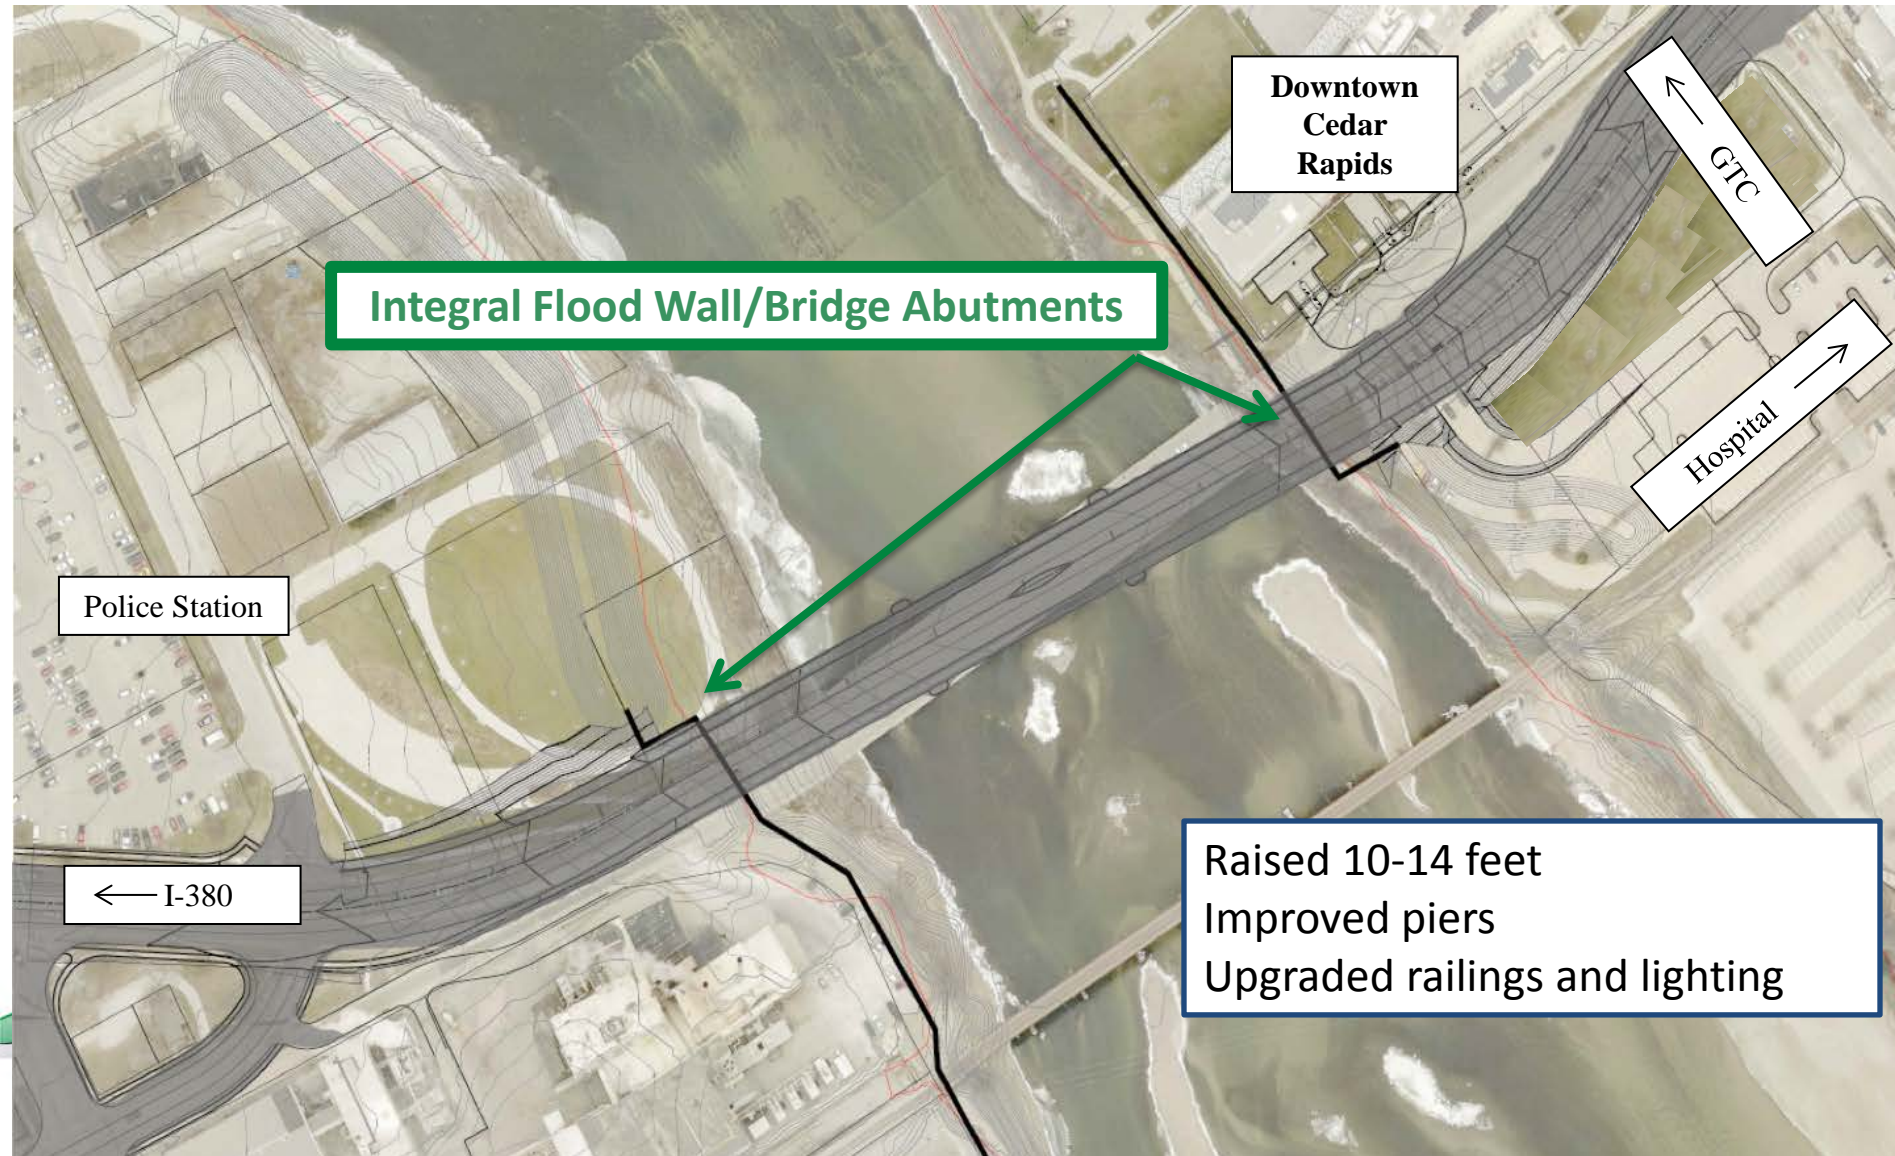 Downtown
Cedar
Rapids
← GTC
Integral Flood Wall/Bridge Abutments
Hospital →
Police Station
← I-380
Raised 10-14 feet
Improved piers
Upgraded railings and lighting